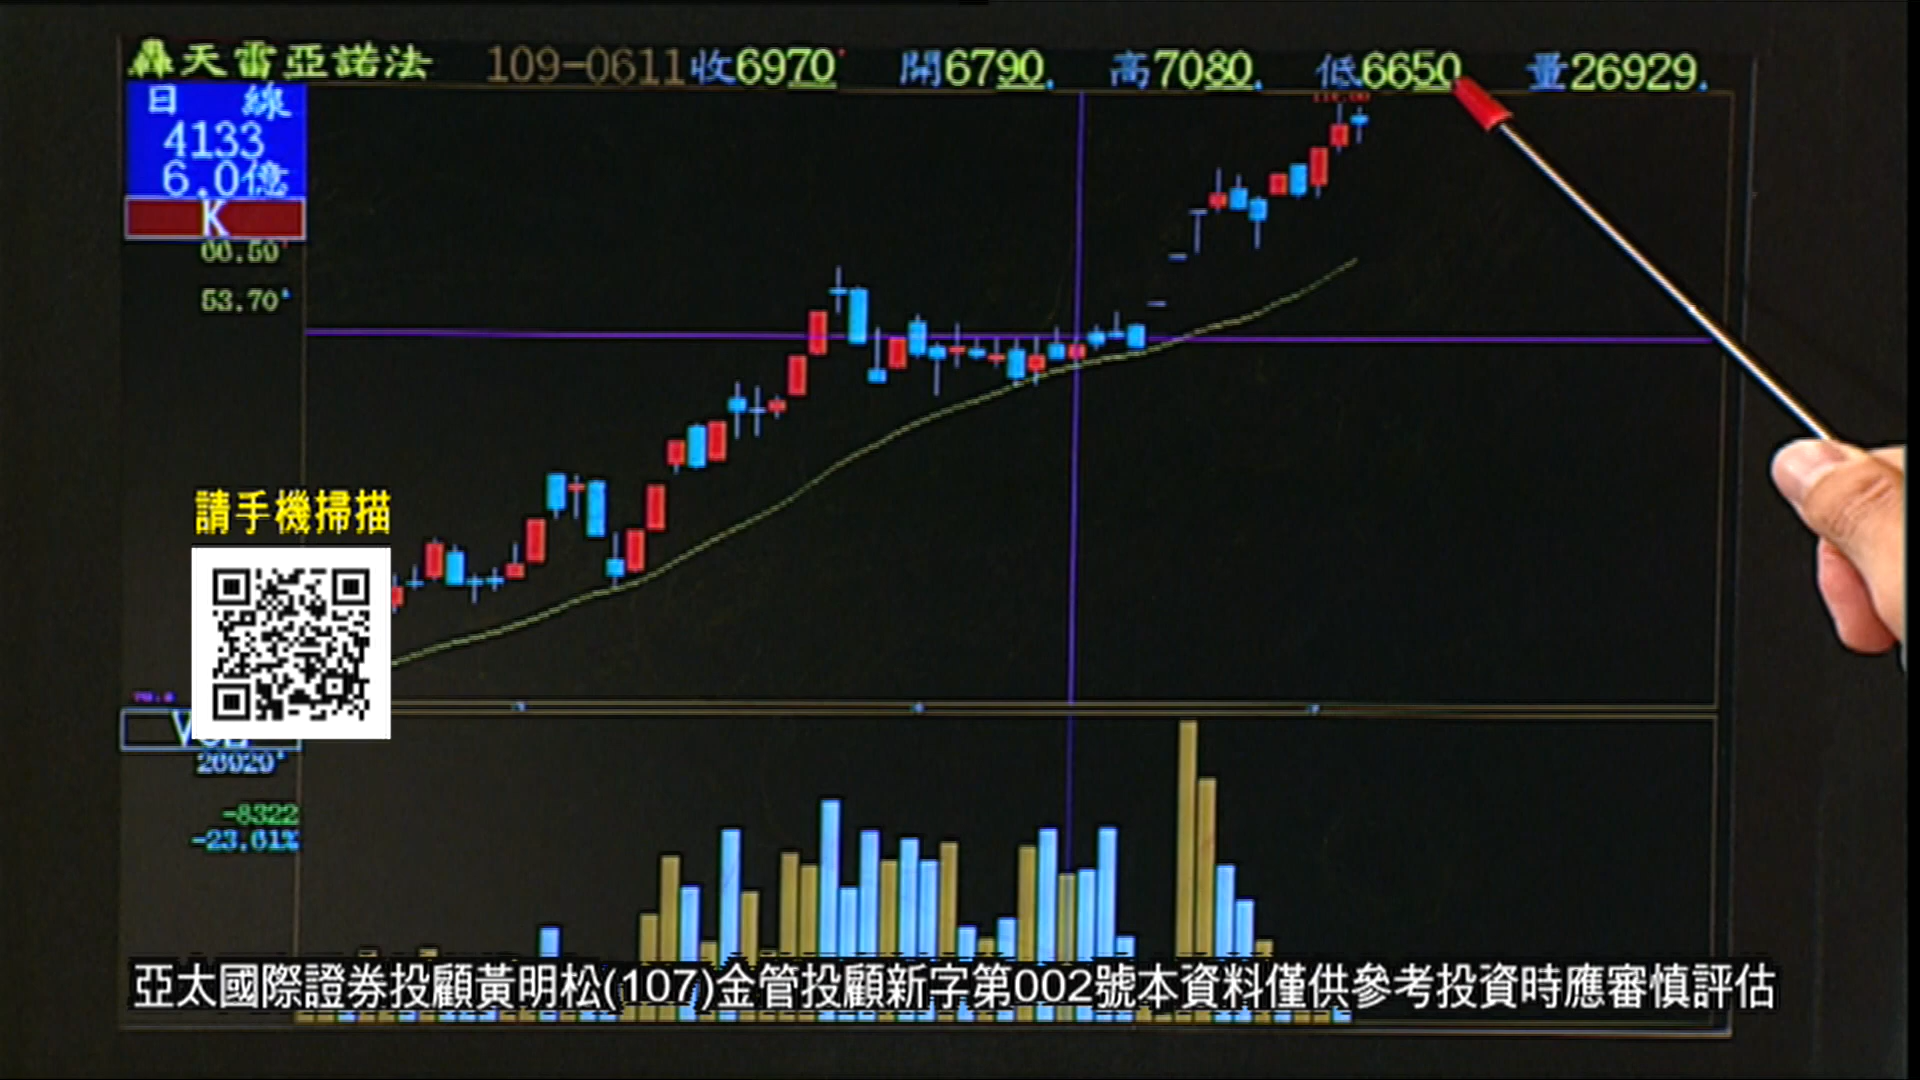 轟天雷亞諾法 109-0611 收6970 開6790 高7080 低6650 量26929
日 線
4133
6.0億
K
53.70
請手機掃描
-8322
-23.61%
亞太國際證券投顧黃明松(107)金管投顧新字第002號本資料僅供參考投資時應審慎評估